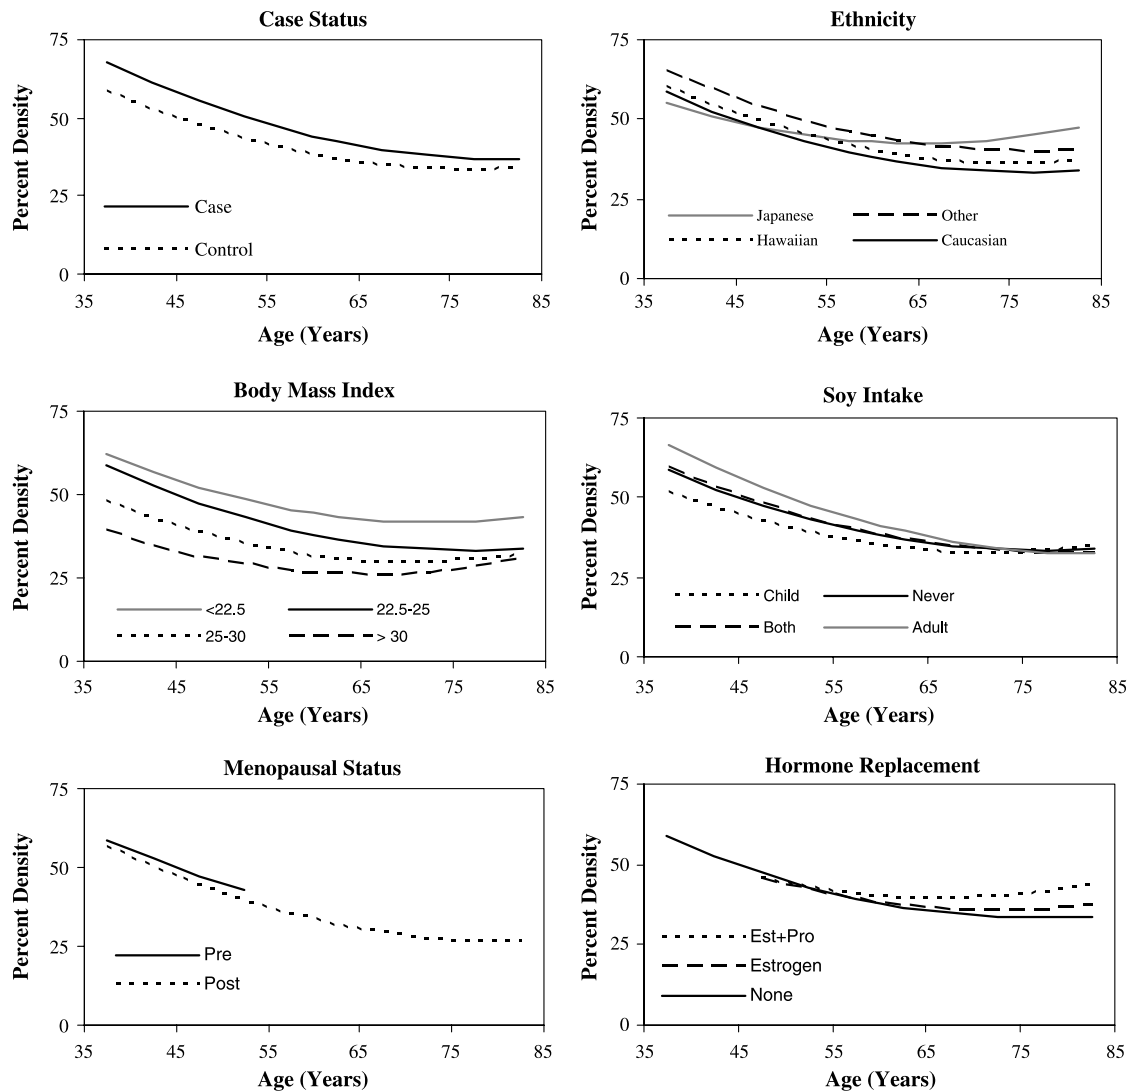 Case Status
75
50
25
0
Percent Density
Case
Control
35 45 55 65 75 85
Age (Years)
Ethnicity
75
50
25
0
Percent Density
Japanese Other
Hawaiian Caucasian
35 45 55 65 75 85
Age (Years)
Body Mass Index
75
50
25
0
Percent Density
<22.5 22.5-25
25-30 > 30
35 45 55 65 75 85
Age (Years)
Soy Intake
75
50
25
0
Percent Density
Child Never
Both Adult
35 45 55 65 75 85
Age (Years)
Menopausal Status
75
50
25
0
Percent Density
Pre
Post
35 45 55 65 75 85
Age (Years)
Hormone Replacement
75
50
25
0
Percent Density
Est+Pro
Estrogen
None
35 45 55 65 75 85
Age (Years)